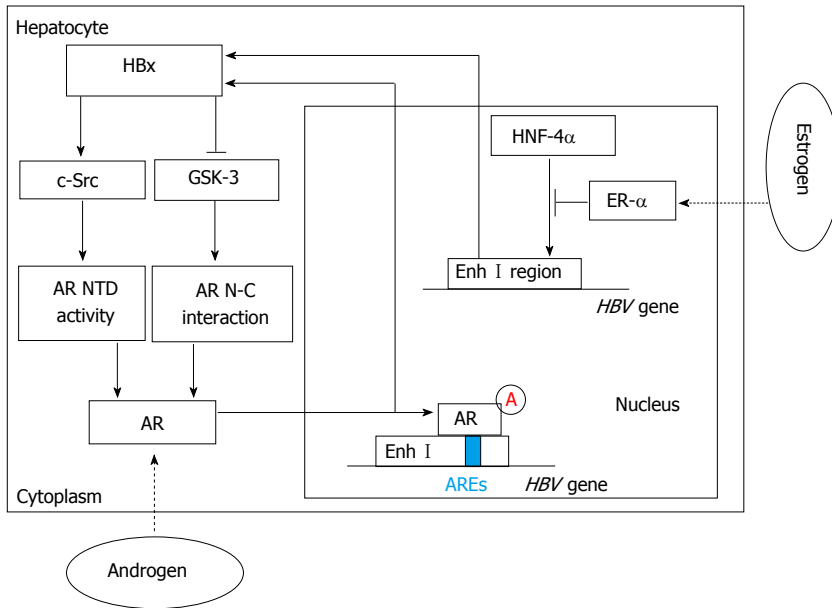 Hepatocyte
HBx
c-Src
GSK-3
AR NTD
activity
AR N-C
interaction
AR
Cytoplasm
Androgen
HNF-4α
ER-α
Estrogen
Enh I region
HBV gene
Nucleus
A
AR
Enh I
AREs
HBV gene